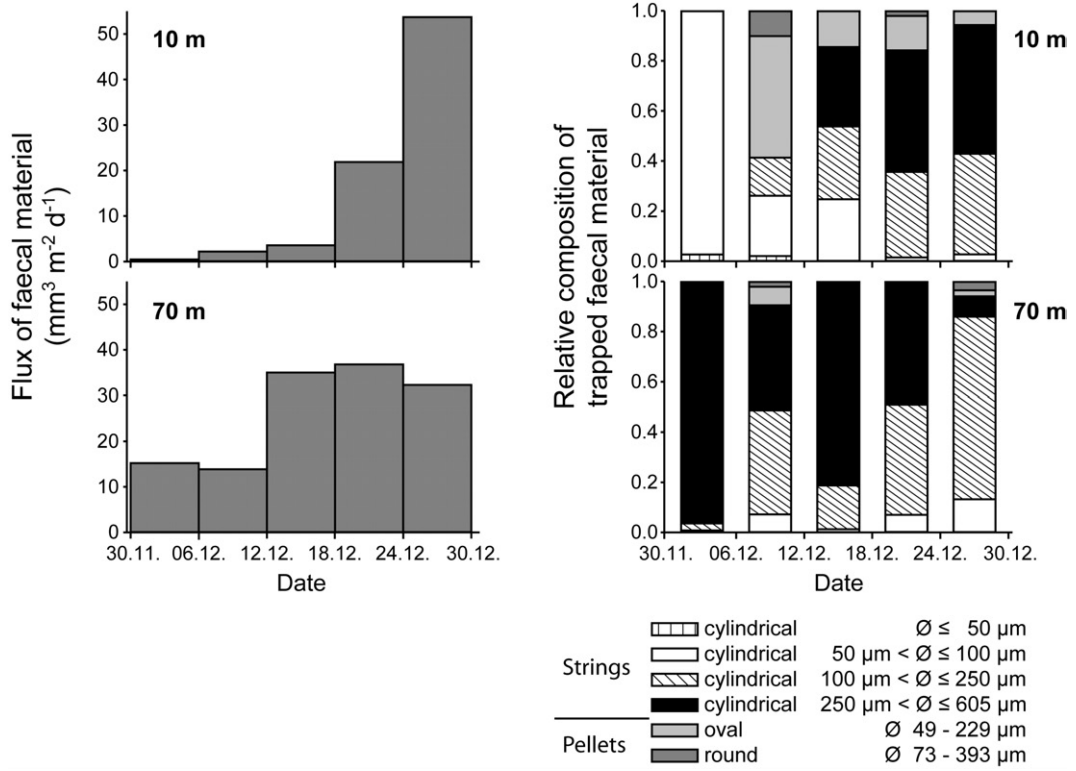 10 m
50
40
30
20
10
0
70 m
50
40
30
20
10
0
30.11. 06.12. 12.12. 18.12. 24.12. 30.12.
Date
Flux of faecal material
(mm³ m⁻² d⁻¹)
10 m
1.0
0.8
0.6
0.4
0.2
0.0
70 m
1.0
0.8
0.6
0.4
0.2
0.0
30.11. 06.12. 12.12. 18.12. 24.12. 30.12.
Date
Relative composition of
trapped faecal material
Strings
cylindrical Ø ≤ 50 µm
cylindrical 50 µm < Ø ≤ 100 µm
cylindrical 100 µm < Ø ≤ 250 µm
cylindrical 250 µm < Ø ≤ 605 µm
Pellets
oval Ø 49 - 229 µm
round Ø 73 - 393 µm